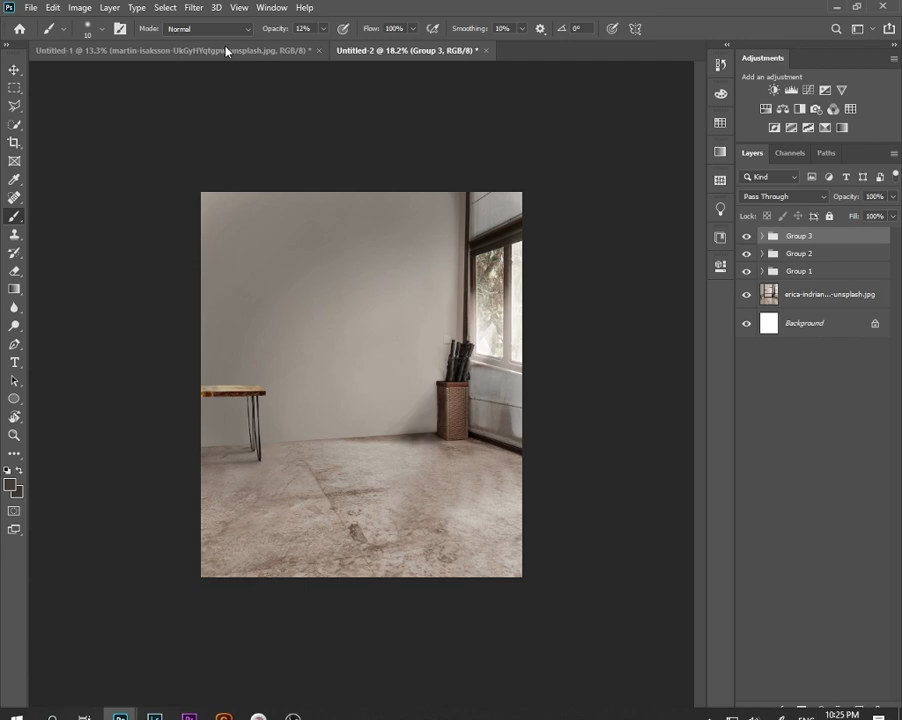 Ps File Edit Image Layer Type Select Filter 3D View Window Help
10 Mode: Normal Opacity: 12% Flow: 100% Smoothing: 10% 0°
Untitled-1 @ 13.3% (martin-isaksson- RGB/8) * × Untitled-2 @ 18.2% (Group 3, RGB/8) * ×
Adjustments
Add an adjustment
Layers Channels Paths
Kind
Pass Through Opacity: 100%
Lock: Fill: 100%
Group 3
Group 2
Group 1
erica-indrian...-unsplash.jpg
Background
10:25 PM